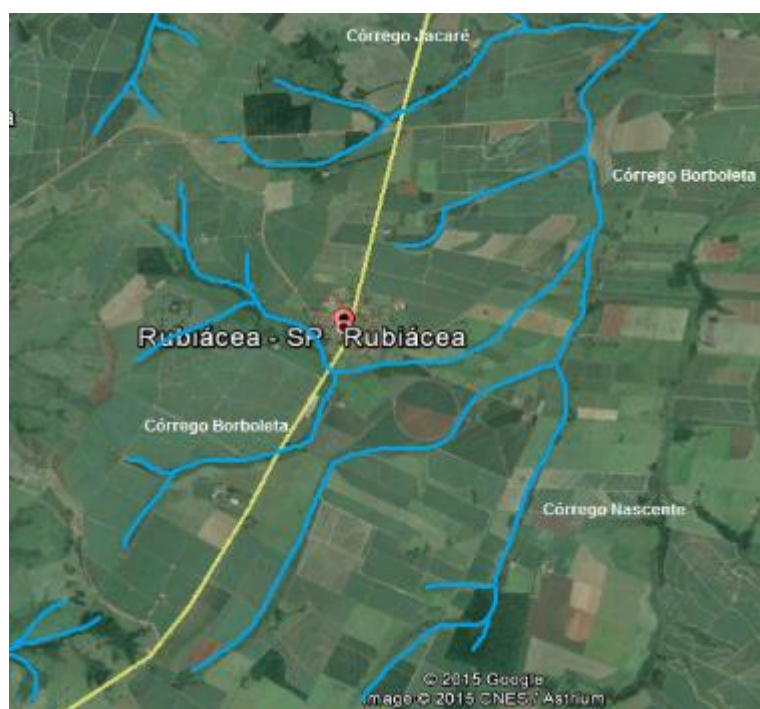 Córrego Jacaré
a
Córrego Borboleta
Rubiácea - SP Rubiácea
Córrego Borboleta
Córrego Nascente
© 2015 Google
Image © 2015 CNES / Astrium